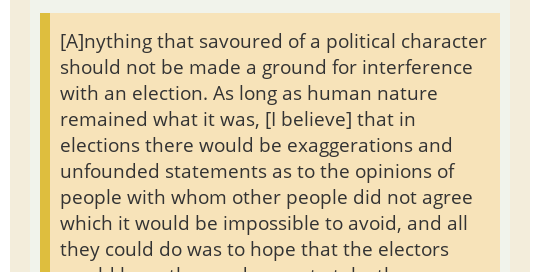 [A]nything that savoured of a political character
should not be made a ground for interference
with an election. As long as human nature
remained what it was, [I believe] that in
elections there would be exaggerations and
unfounded statements as to the opinions of
people with whom other people did not agree
which it would be impossible to avoid, and all
they could do was to hope that the electors